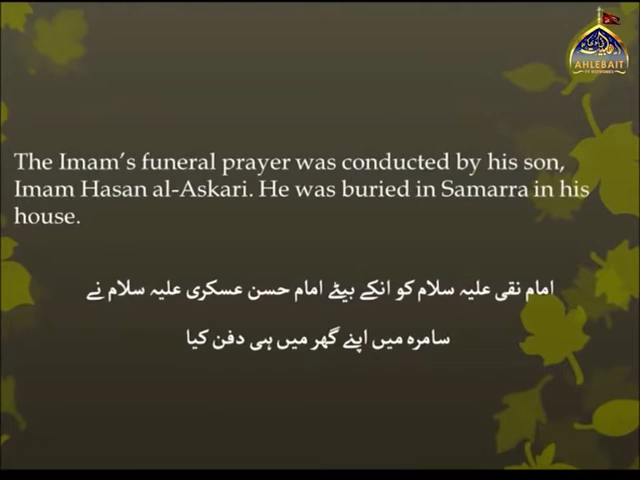 AHLEBAIT
The Imam's funeral prayer was conducted by his son,
Imam Hasan al-Askari. He was buried in Samarra in his
house.
امام نقی علیہ سلام کو انکے بیٹے امام حسن عسکری علیہ سلام نے
سامرہ میں اپنے گھر میں ہی دفن کیا